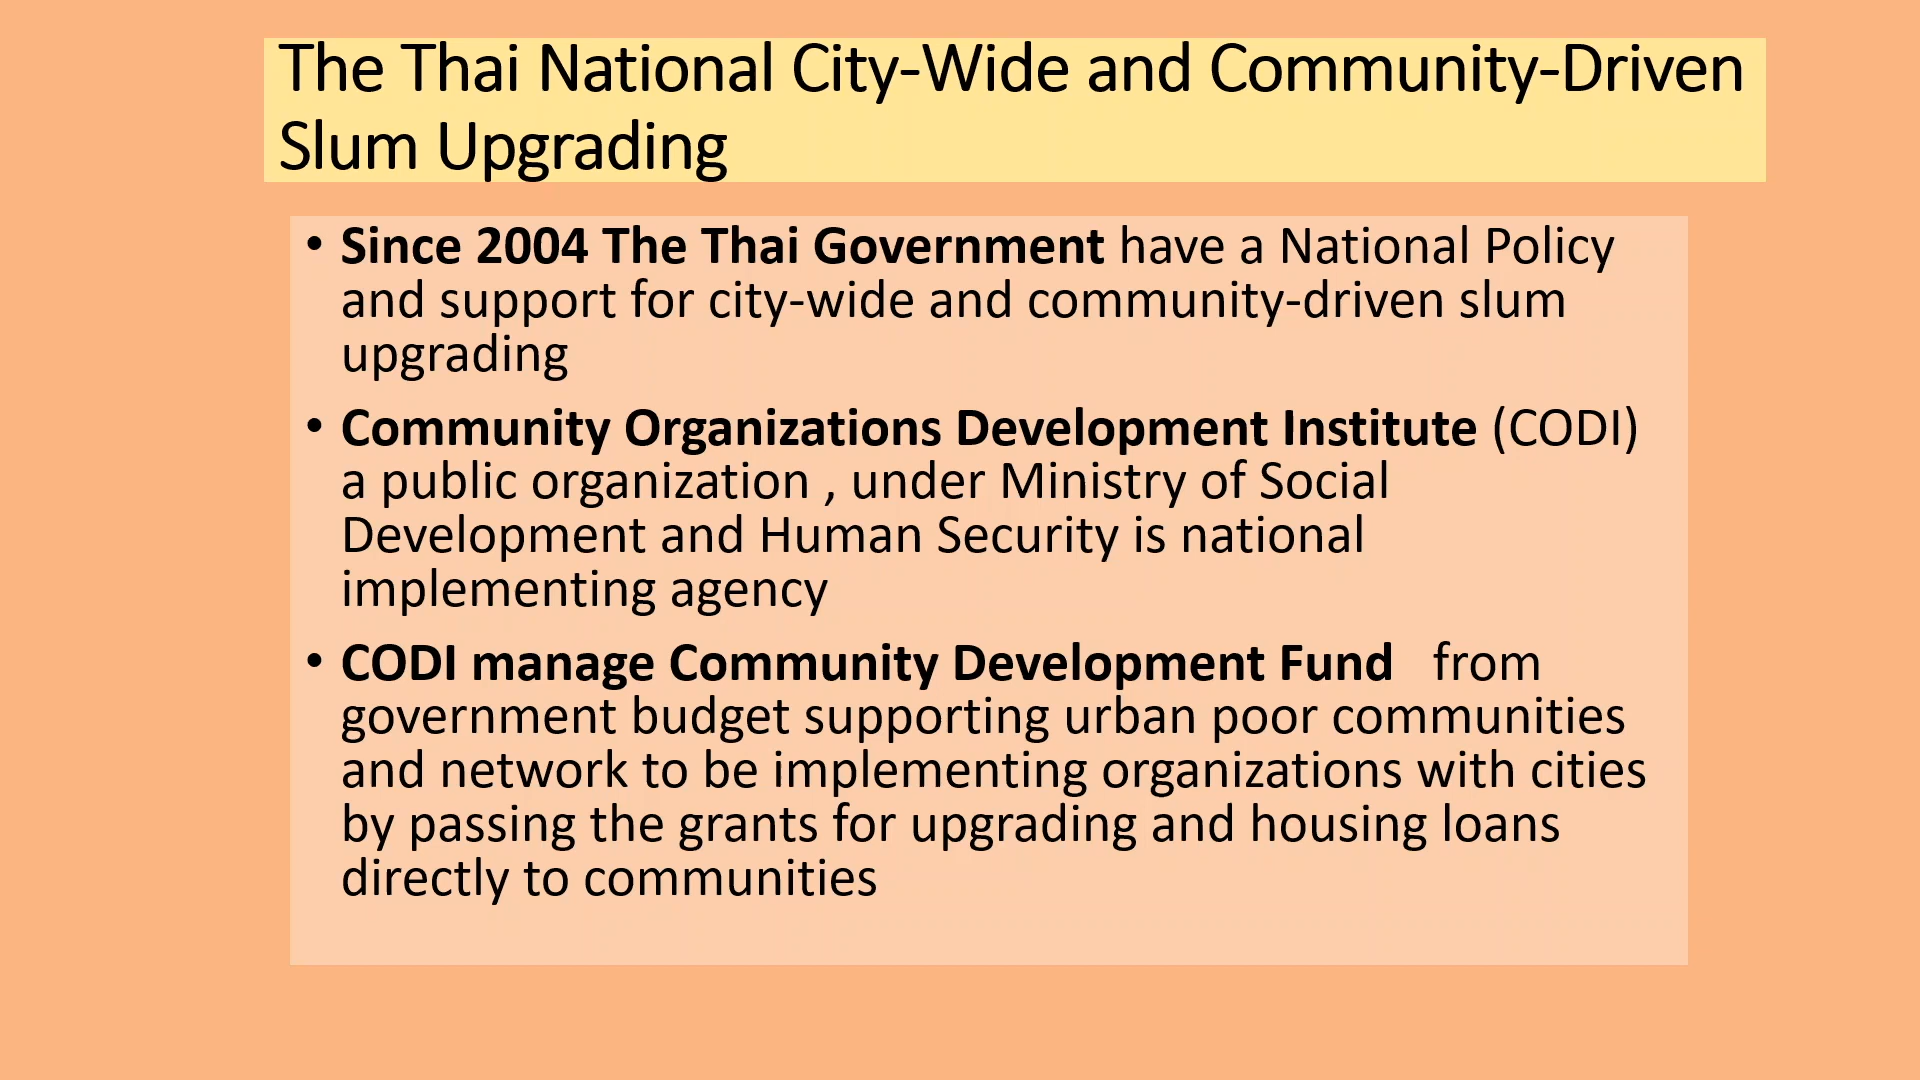 The Thai National City-Wide and Community-Driven
Slum Upgrading
• Since 2004 The Thai Government have a National Policy
and support for city-wide and community-driven slum
upgrading
• Community Organizations Development Institute (CODI)
a public organization , under Ministry of Social
Development and Human Security is national
implementing agency
• CODI manage Community Development Fund   from
government budget supporting urban poor communities
and network to be implementing organizations with cities
by passing the grants for upgrading and housing loans
directly to communities